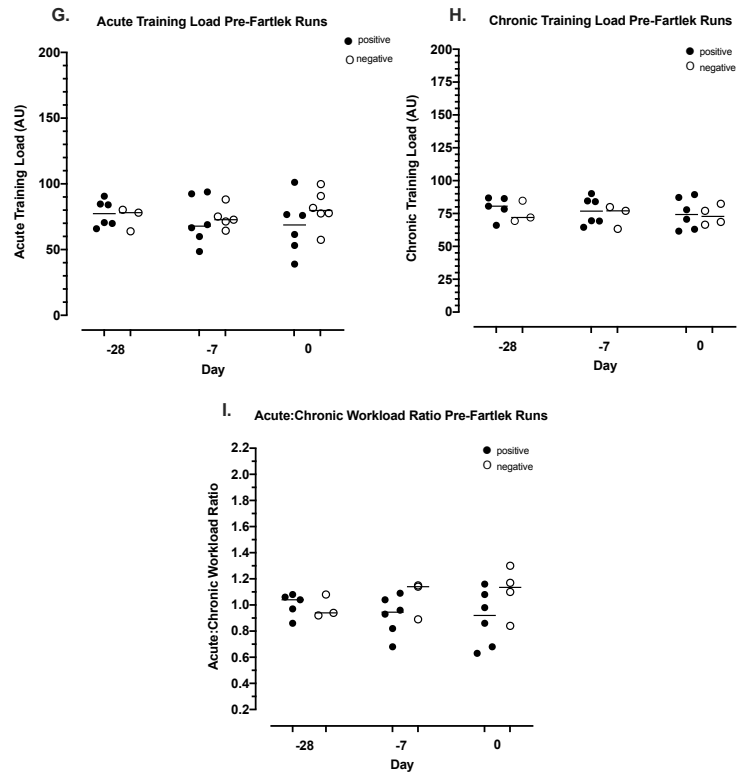 G. Acute Training Load Pre-Fartlek Runs
positive
negative
200
150
100
50
0
Acute Training Load (AU)
-28 -7 0
Day
H. Chronic Training Load Pre-Fartlek Runs
positive
negative
200
175
150
125
100
75
50
25
0
Chronic Training Load (AU)
-28 -7 0
Day
I. Acute:Chronic Workload Ratio Pre-Fartlek Runs
positive
negative
2.2
2.0
1.8
1.6
1.4
1.2
1.0
0.8
0.6
0.4
0.2
Acute:Chronic Workload Ratio
-28 -7 0
Day